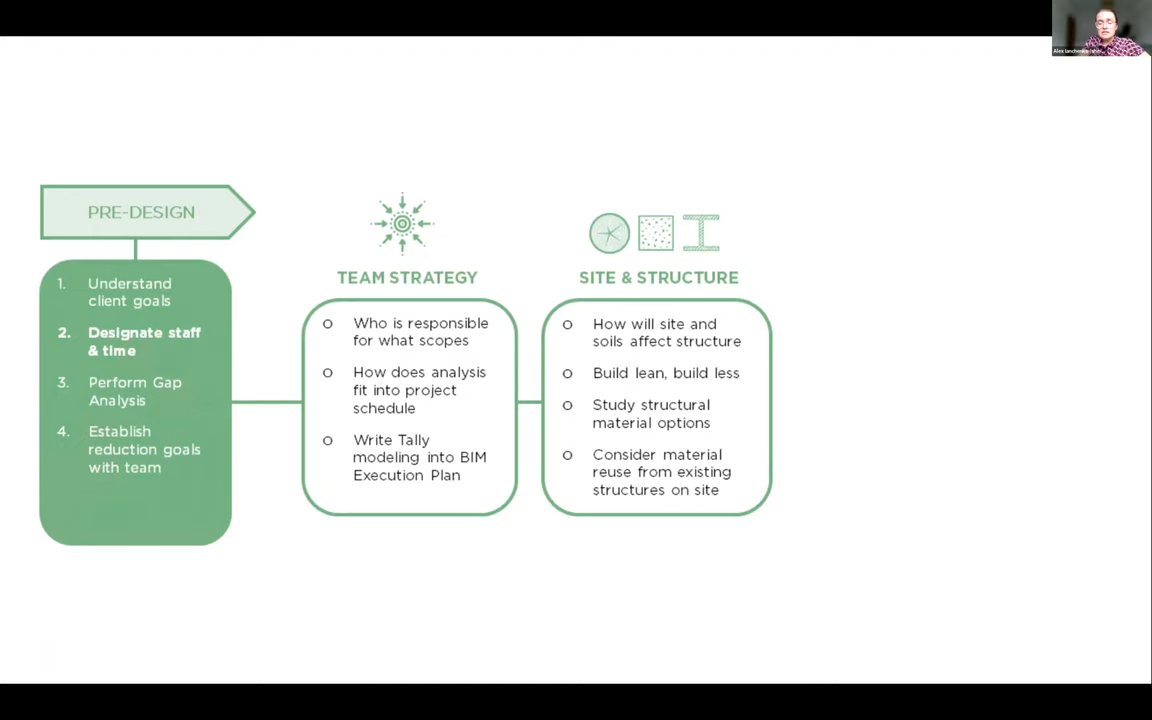 PRE-DESIGN
1. Understand
client goals
2. Designate staff
& time
3. Perform Gap
Analysis
4. Establish
reduction goals
with team
TEAM STRATEGY
o Who is responsible
for what scopes
o How does analysis
fit into project
schedule
o Write Tally
modeling into BIM
Execution Plan
SITE & STRUCTURE
o How will site and
soils affect structure
o Build lean, build less
o Study structural
material options
o Consider material
reuse from existing
structures on site